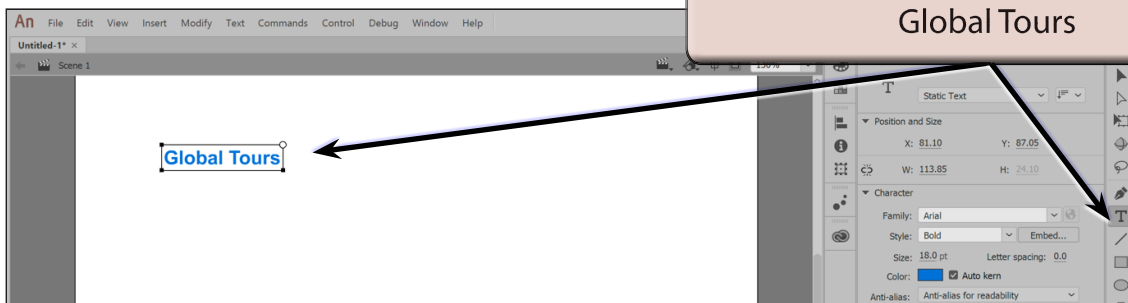 Global Tours
An File Edit View Insert Modify Text Commands Control Debug Window Help
Untitled-1* ×
Scene 1
T Static Text
Position and Size
X: 81.10 Y: 87.05
W: 113.85 H: 24.10
Global Tours
Character
Family: Arial
Style: Bold Embed...
Size: 18.0 pt Letter spacing: 0.0
Color: Auto kern
Anti-alias: Anti-alias for readability